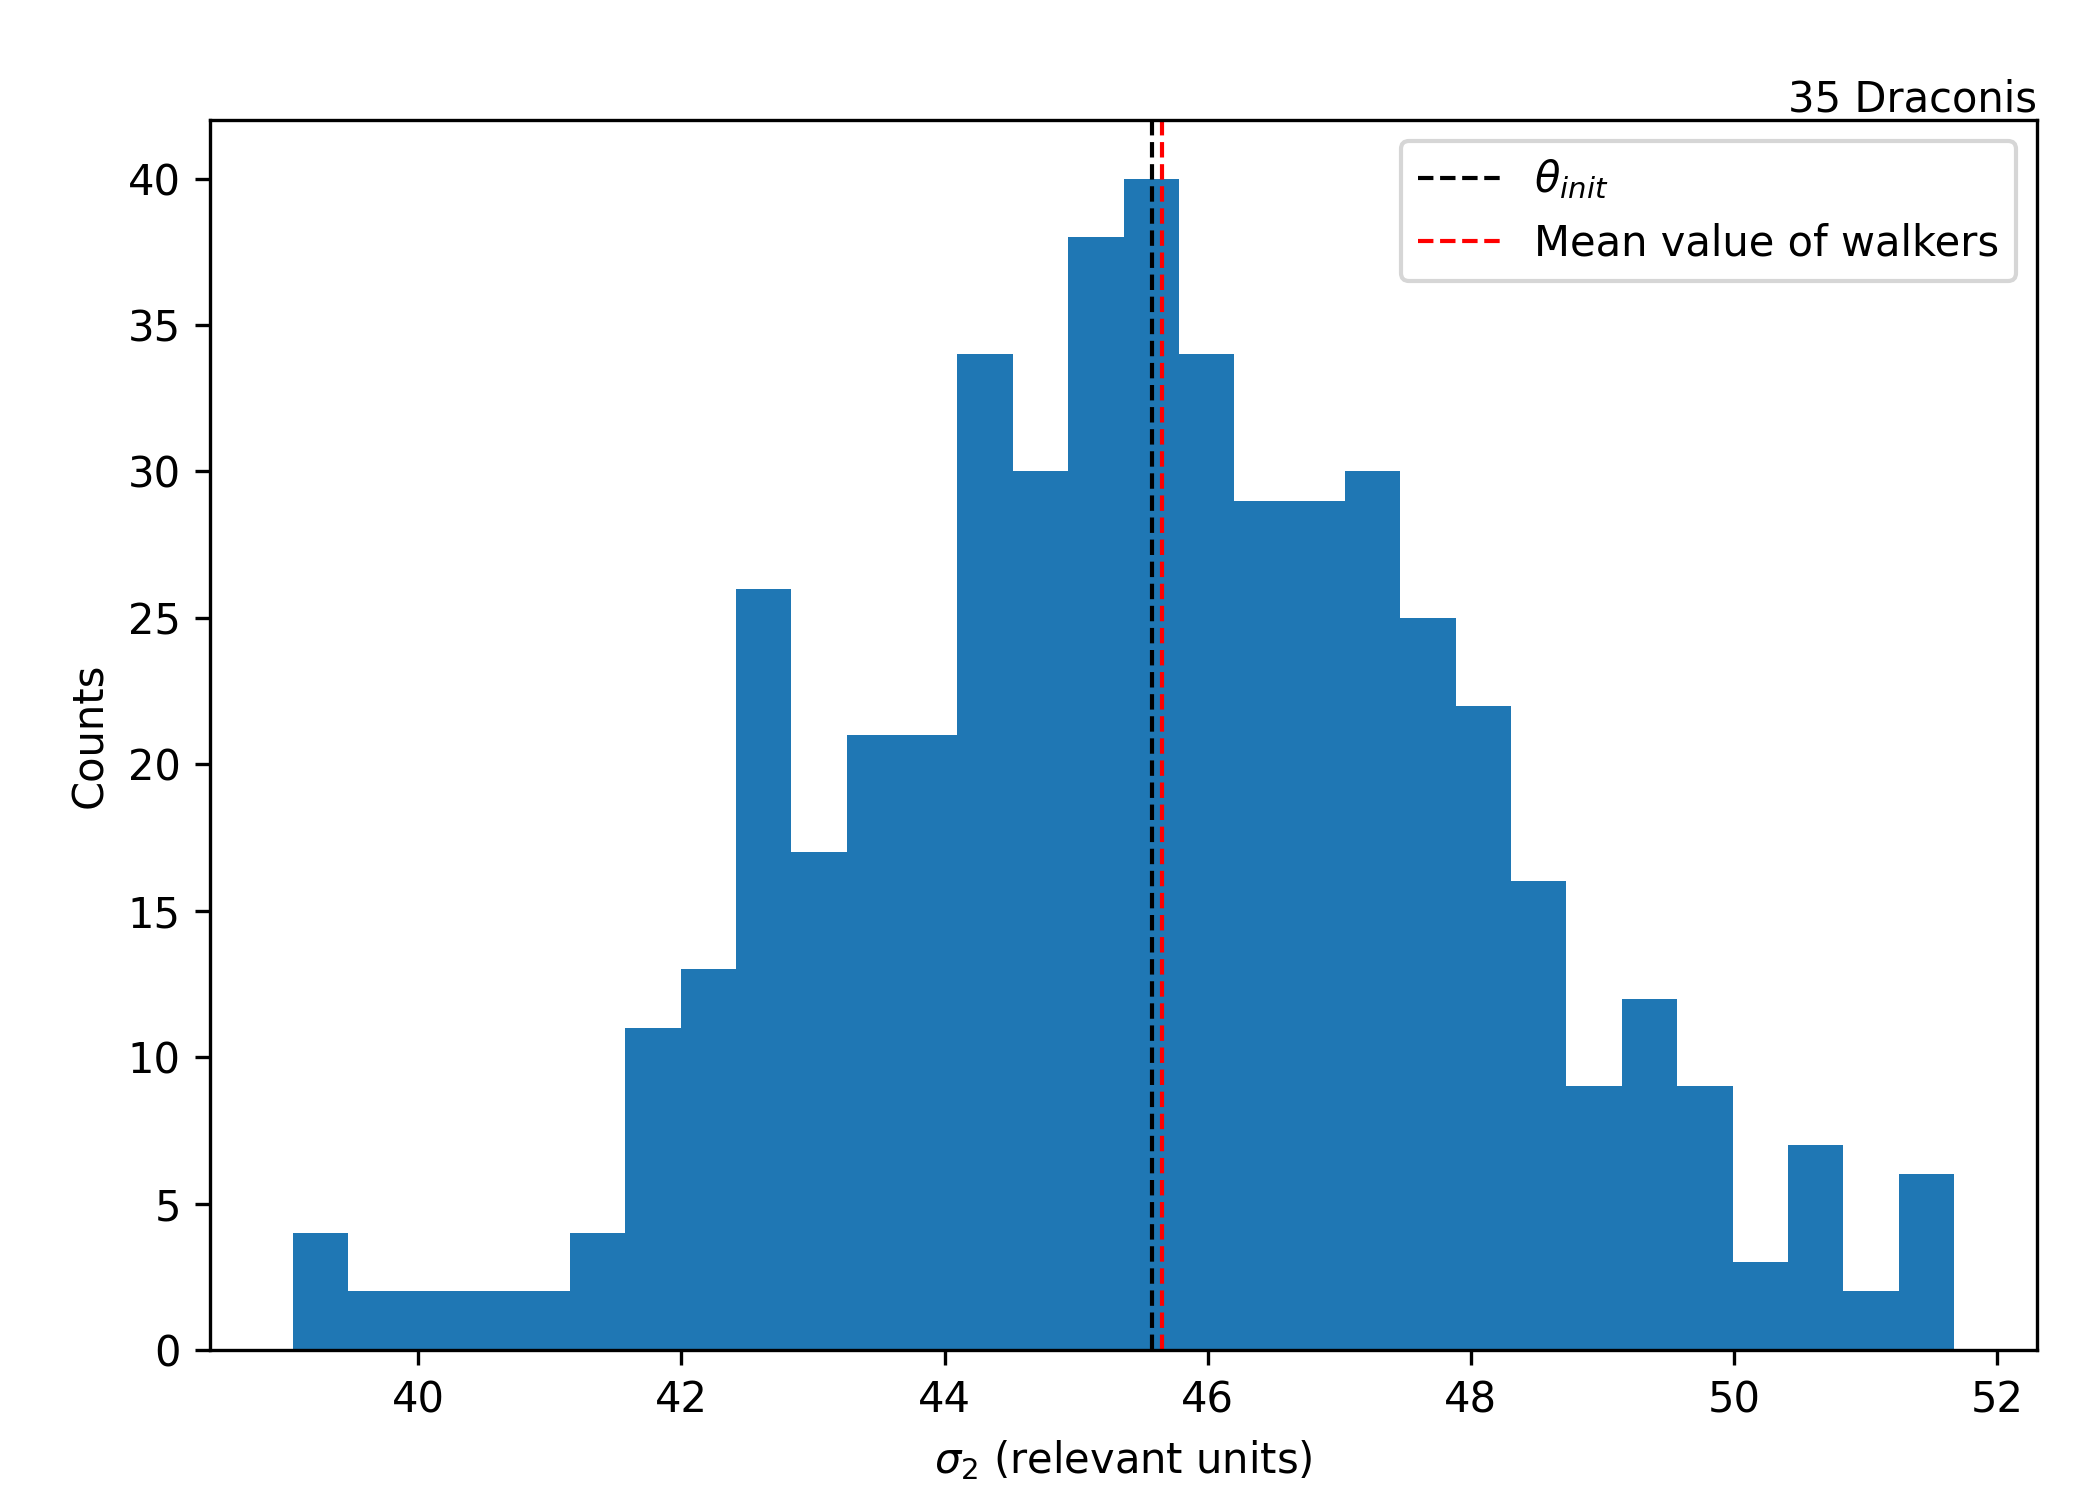 35 Draconis
θ_init
Mean value of walkers
40
35
30
25
20
15
10
5
0
Counts
40 42 44 46 48 50 52
σ₂ (relevant units)